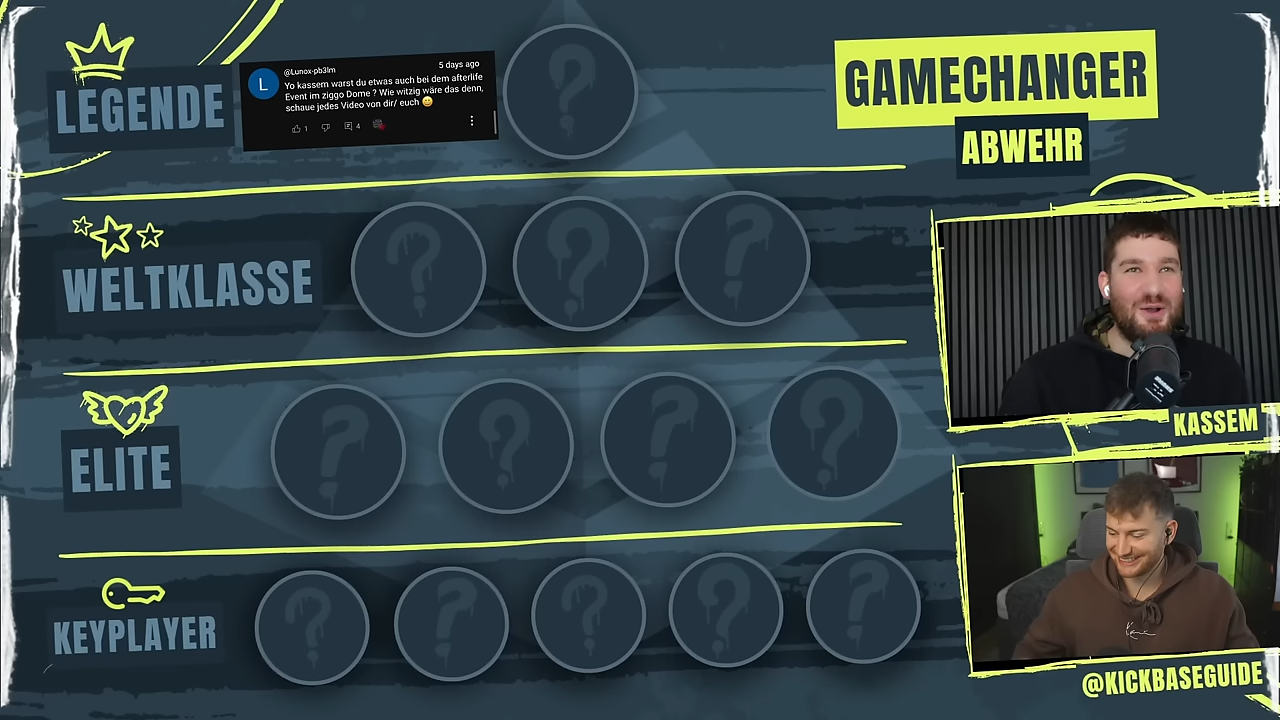 LEGENDE
@Lunox-pb3lm
5 days ago
Yo kassem warst du etwas auch bei dem afterlife
Event im ziggo Dome ? Wie witzig wäre das denn,
schaue jedes Video von dir/ euch 😀
1
4
GAMECHANGER
ABWEHR
WELTKLASSE
KASSEM
ELITE
KEYPLAYER
@KICKBASEGUIDE